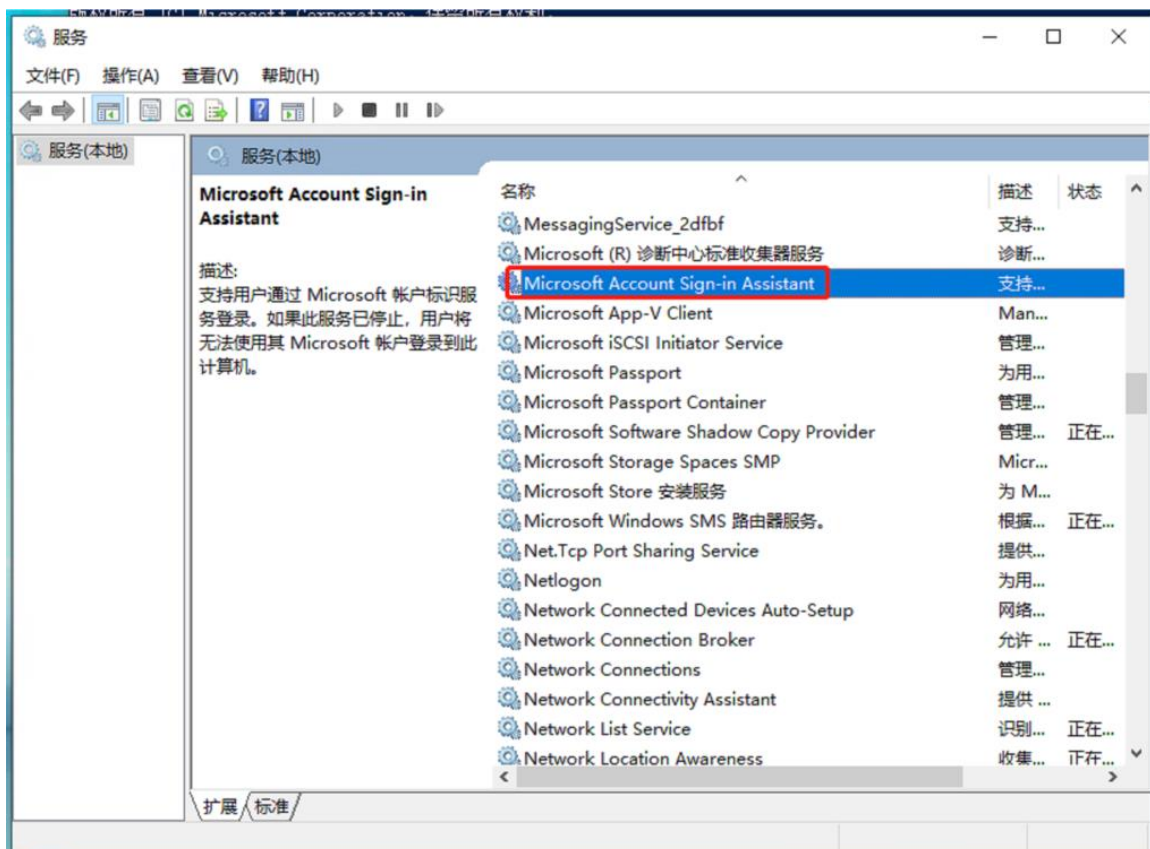 服务
文件(F) 操作(A) 查看(V) 帮助(H)
服务(本地)
服务(本地)
Microsoft Account Sign-in
Assistant
描述:
支持用户通过 Microsoft 帐户标识服
务登录。如果此服务已停止，用户将
无法使用其 Microsoft 帐户登录到此
计算机。
名称 描述 状态
MessagingService_2dfbf 支持...
Microsoft (R) 诊断中心标准收集器服务 诊断...
Microsoft Account Sign-in Assistant 支持...
Microsoft App-V Client Man...
Microsoft iSCSI Initiator Service 管理...
Microsoft Passport 为用...
Microsoft Passport Container 管理...
Microsoft Software Shadow Copy Provider 管理... 正在...
Microsoft Storage Spaces SMP Micr...
Microsoft Store 安装服务 为 M...
Microsoft Windows SMS 路由器服务。 根据... 正在...
Net.Tcp Port Sharing Service 提供...
Netlogon 为用...
Network Connected Devices Auto-Setup 网络...
Network Connection Broker 允许 ... 正在...
Network Connections 管理...
Network Connectivity Assistant 提供 ...
Network List Service 识别... 正在...
Network Location Awareness 收集... 正在...
扩展 标准